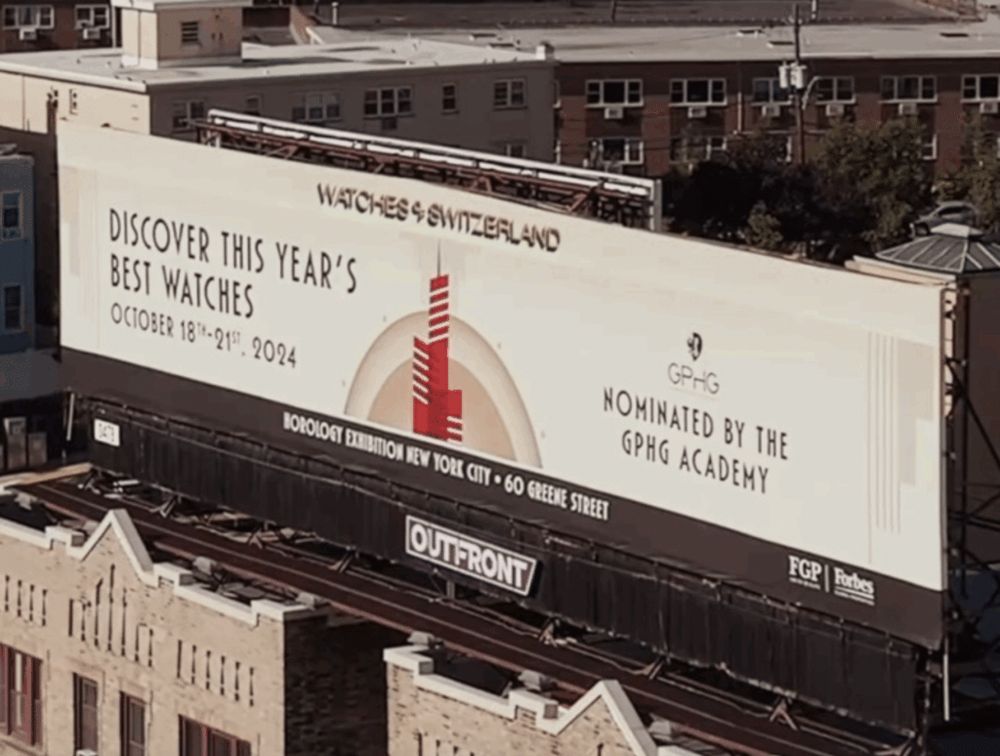 WATCHES OF SWITZERLAND
DISCOVER THIS YEAR'S
BEST WATCHES
OCTOBER 18TH-21ST, 2024
GPHG
NOMINATED BY THE
GPHG ACADEMY
HOROLOGY EXHIBITION NEW YORK CITY • 60 GREENE STREET
OUTFRONT
FGP
Forbes